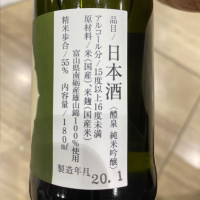 品目/日本酒〈醴泉 純米吟醸〉
アルコール分/15度以上16度未満
原材料/米(国産)、米麹(国産米)
富山県南砺産雄山錦100%使用
精米歩合/55% 内容量/180ml
製造年月
20.1